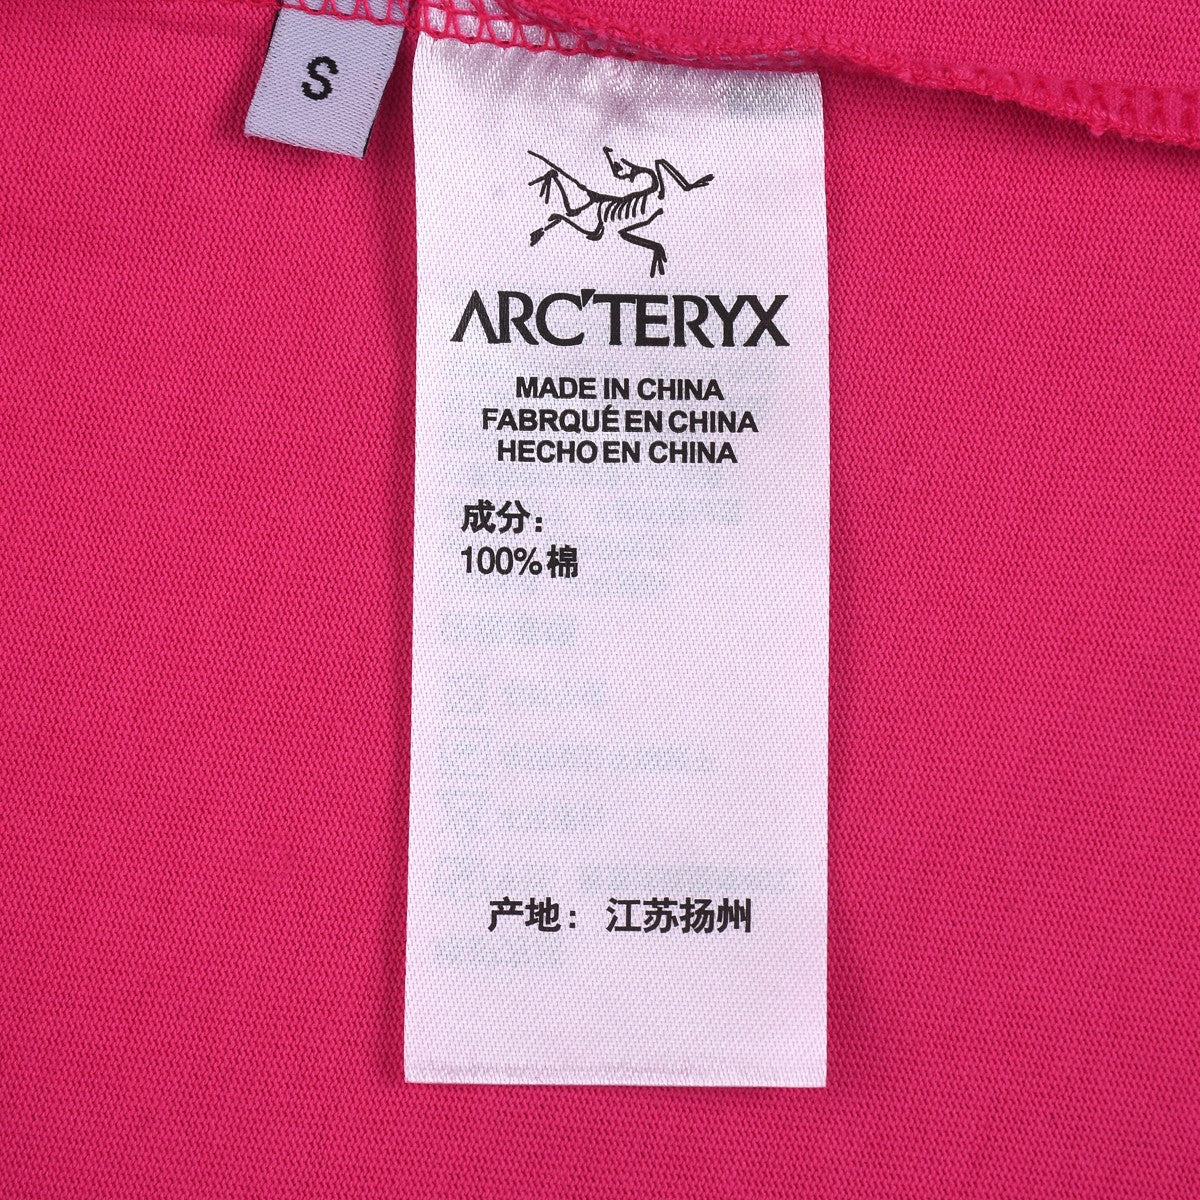 S
ARC'TERYX
MADE IN CHINA
FABRQUÉ EN CHINA
HECHO EN CHINA
成分：
100%棉
产地： 江苏扬州